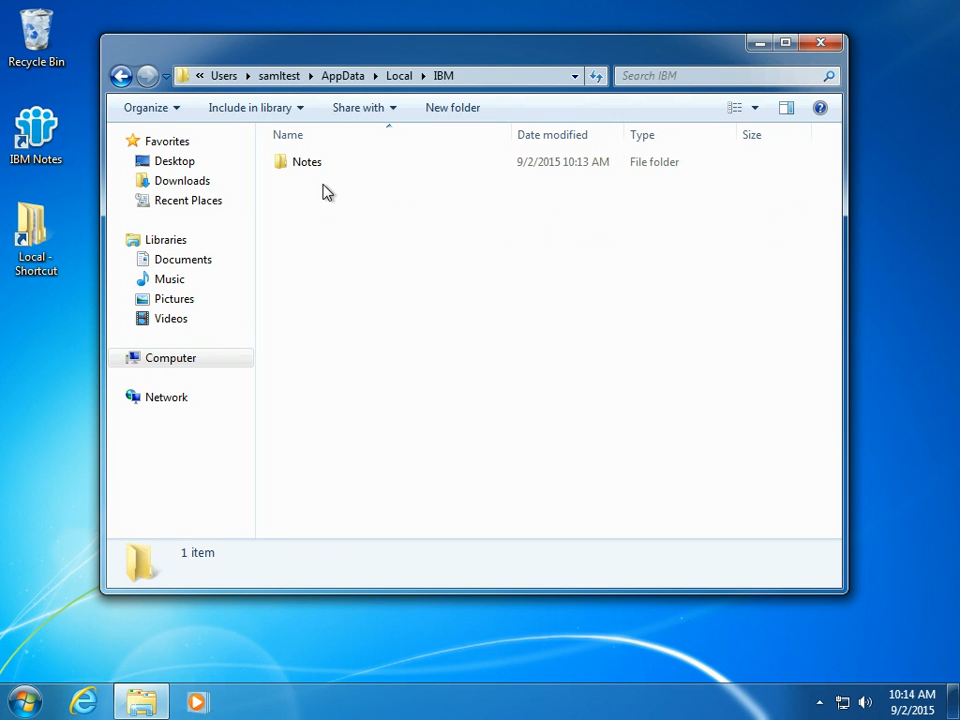 Recycle Bin
IBM Notes
Local -
Shortcut
« Users samltest AppData Local IBM
Search IBM
Organize Include in library Share with New folder
Name Date modified Type Size
Notes 9/2/2015 10:13 AM File folder
Favorites
Desktop
Downloads
Recent Places
Libraries
Documents
Music
Pictures
Videos
Computer
Network
1 item
10:14 AM
9/2/2015